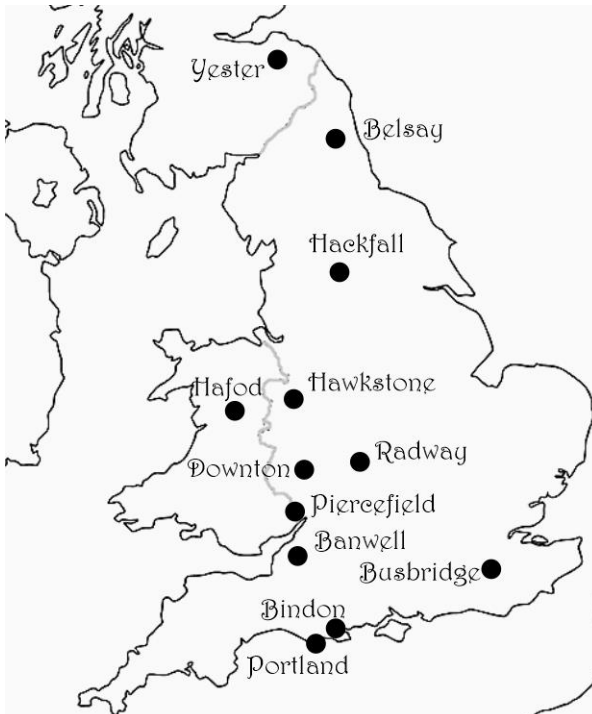 Yester
Belsay
Hackfall
Hafod
Hawkstone
Downton
Radway
Piercefield
Banwell
Busbridge
Bindon
Portland